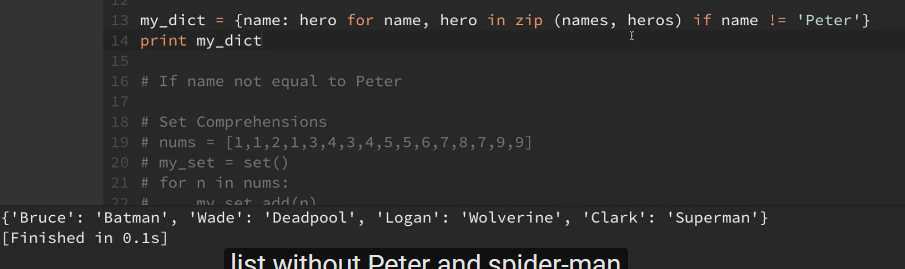 12
13 my_dict = {name: hero for name, hero in zip (names, heros) if name != 'Peter'}
14 print my_dict
15
16 # If name not equal to Peter
17
18 # Set Comprehensions
19 # nums = [1,1,2,1,3,4,3,4,5,5,6,7,8,7,9,9]
20 # my_set = set()
21 # for n in nums:
22 #     my_set.add(n)
{'Bruce': 'Batman', 'Wade': 'Deadpool', 'Logan': 'Wolverine', 'Clark': 'Superman'}
[Finished in 0.1s]
list without Peter and spider-man